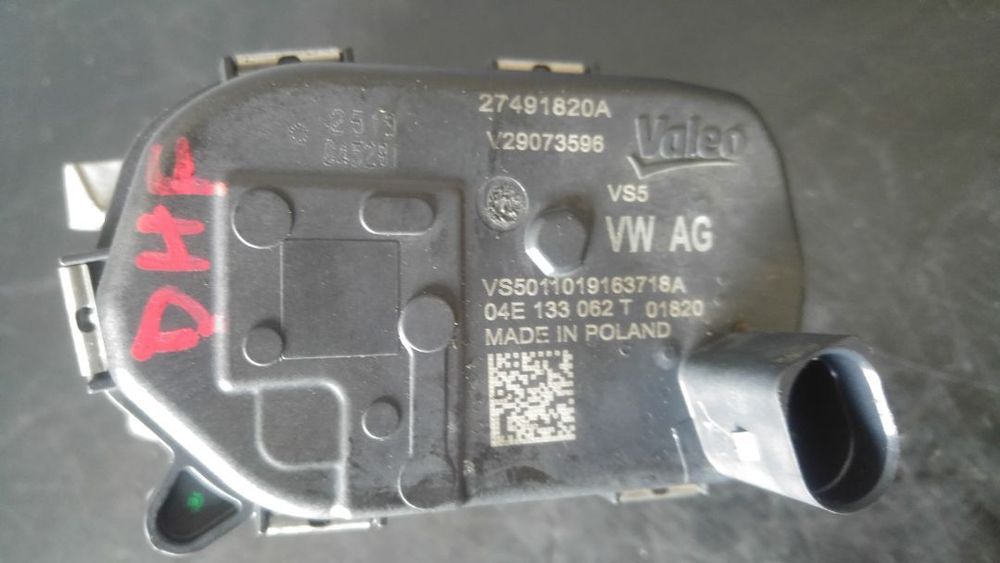 27491820A
V29073596
Valeo
VS5
VW AG
VS5011019163718A
04E 133 062 T 01820
MADE IN POLAND
DHF